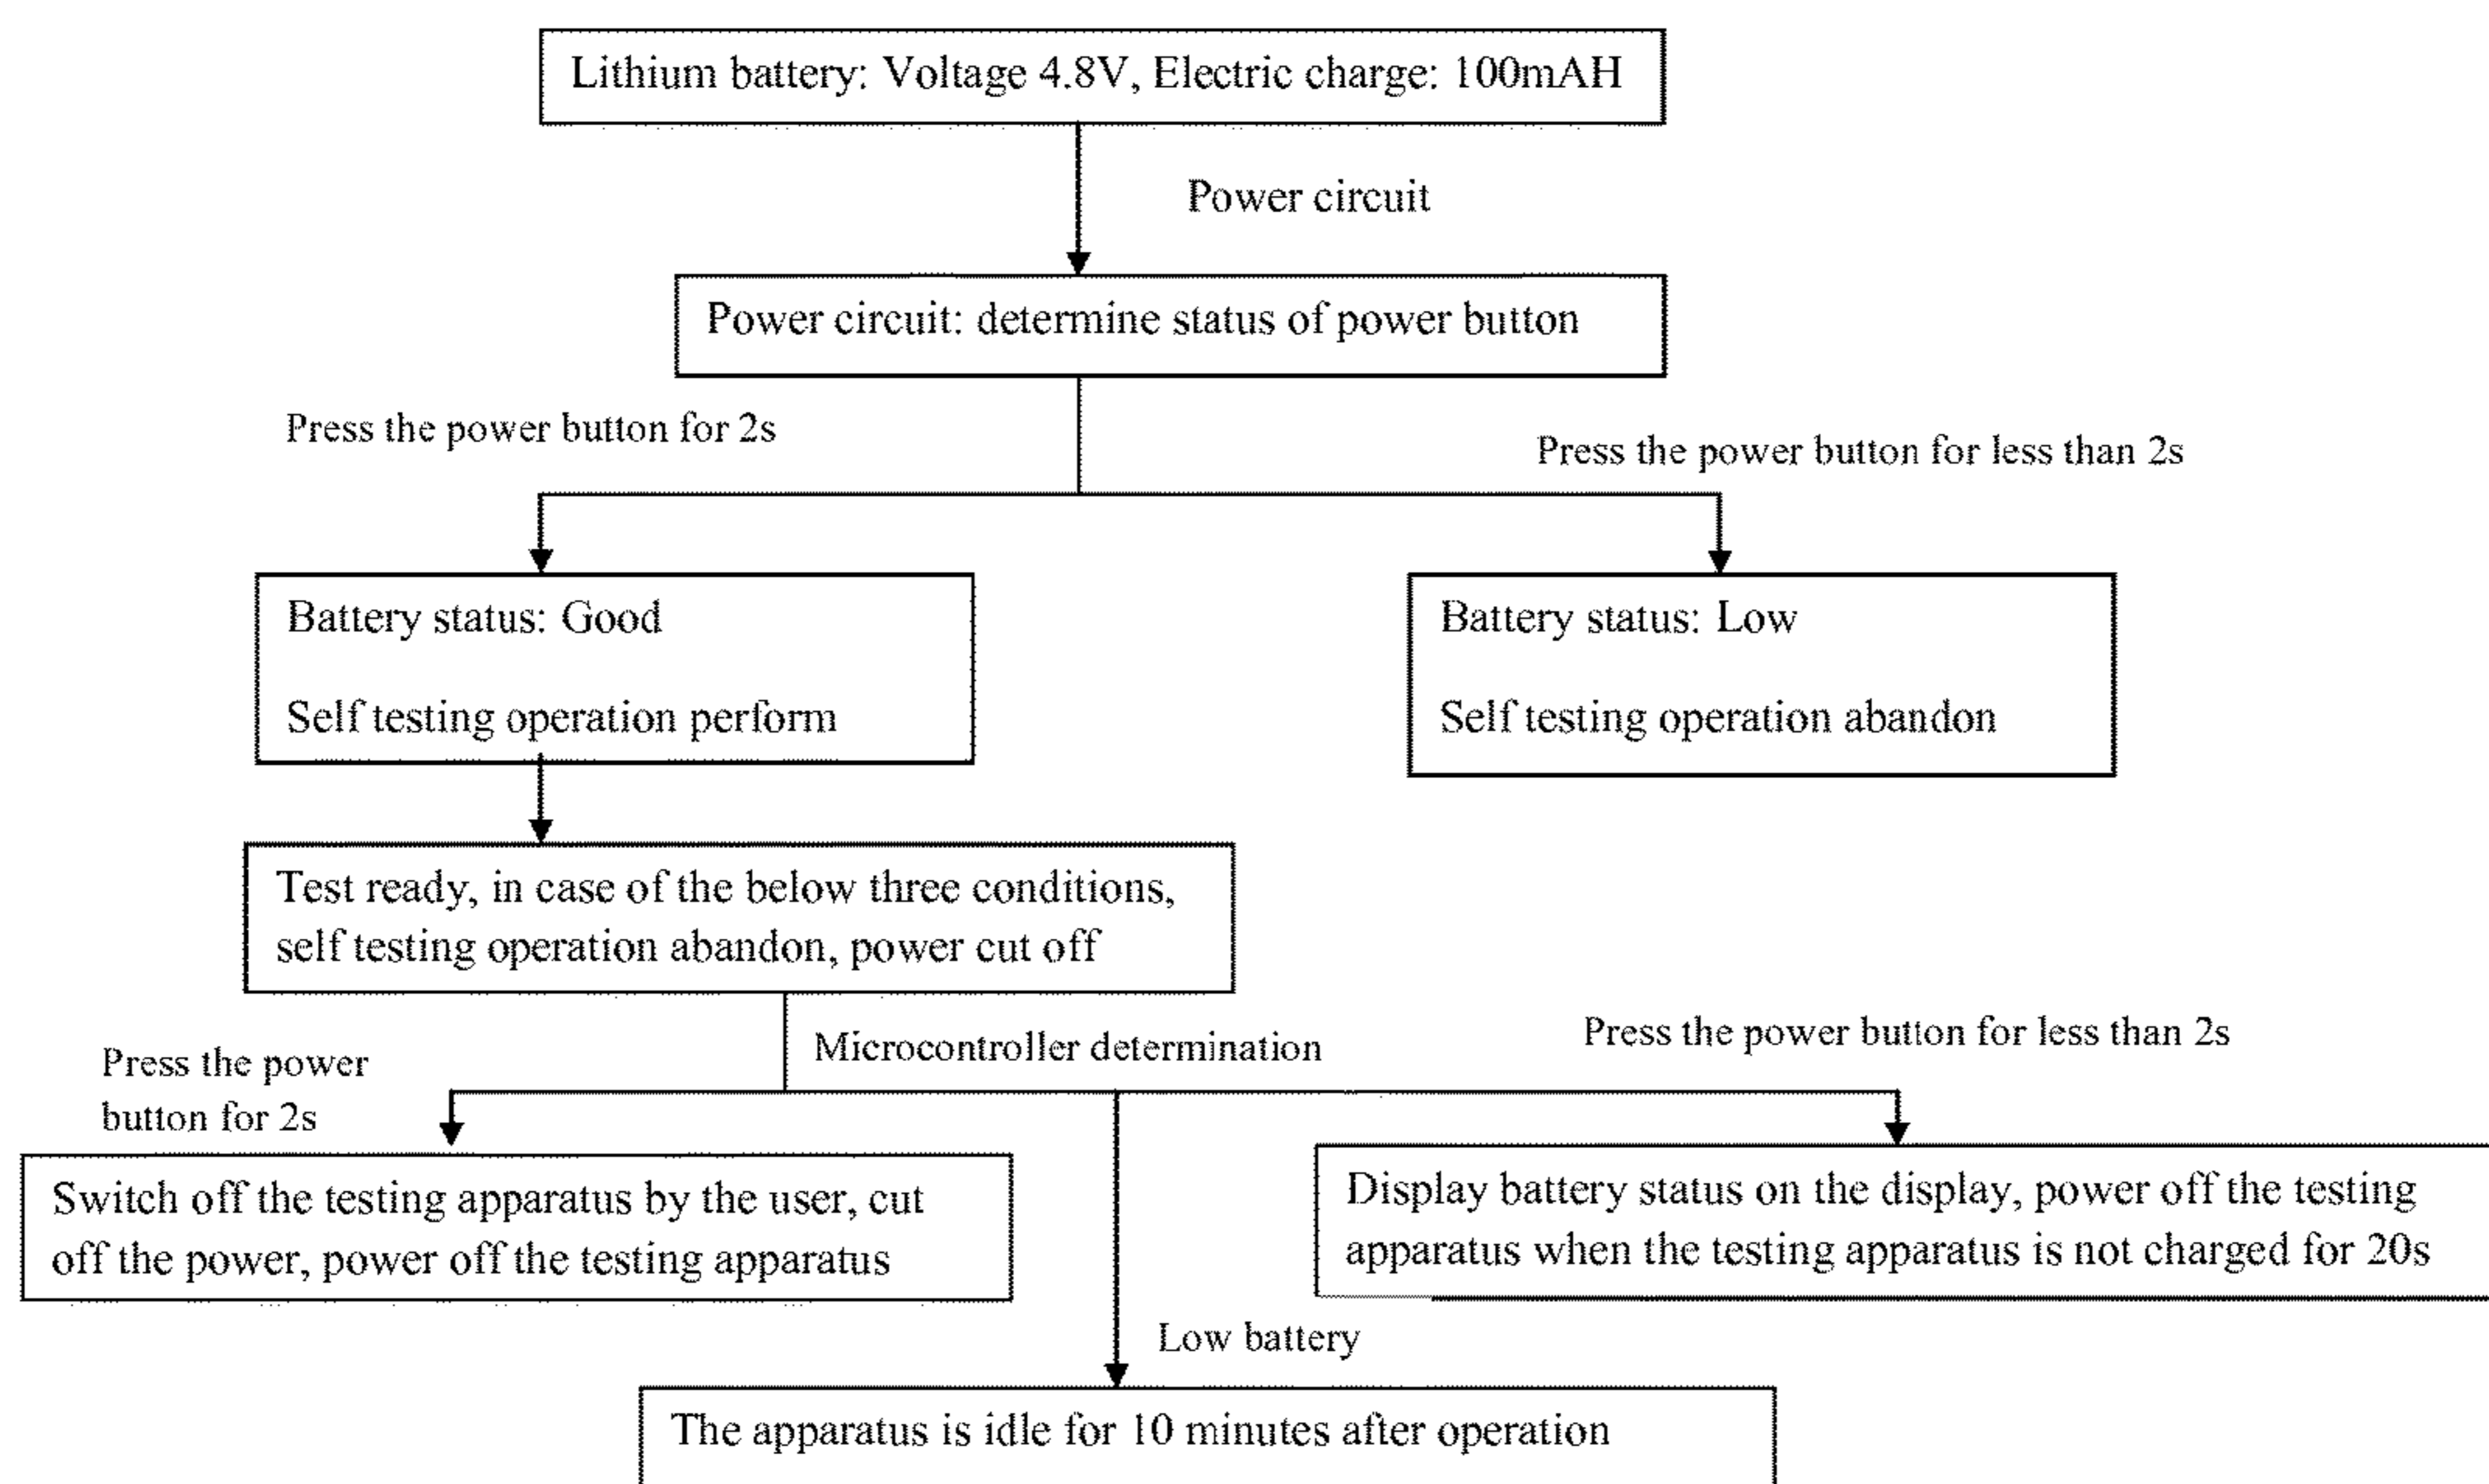 Lithium battery: Voltage 4.8V, Electric charge: 100mAH
Power circuit
Power circuit: determine status of power button
Press the power button for 2s
Press the power button for less than 2s
Battery status: Good
Self testing operation perform
Battery status: Low
Self testing operation abandon
Test ready, in case of the below three conditions,
self testing operation abandon, power cut off
Microcontroller determination
Press the power button for less than 2s
Press the power
button for 2s
Switch off the testing apparatus by the user, cut
off the power, power off the testing apparatus
Display battery status on the display, power off the testing
apparatus when the testing apparatus is not charged for 20s
Low battery
The apparatus is idle for 10 minutes after operation